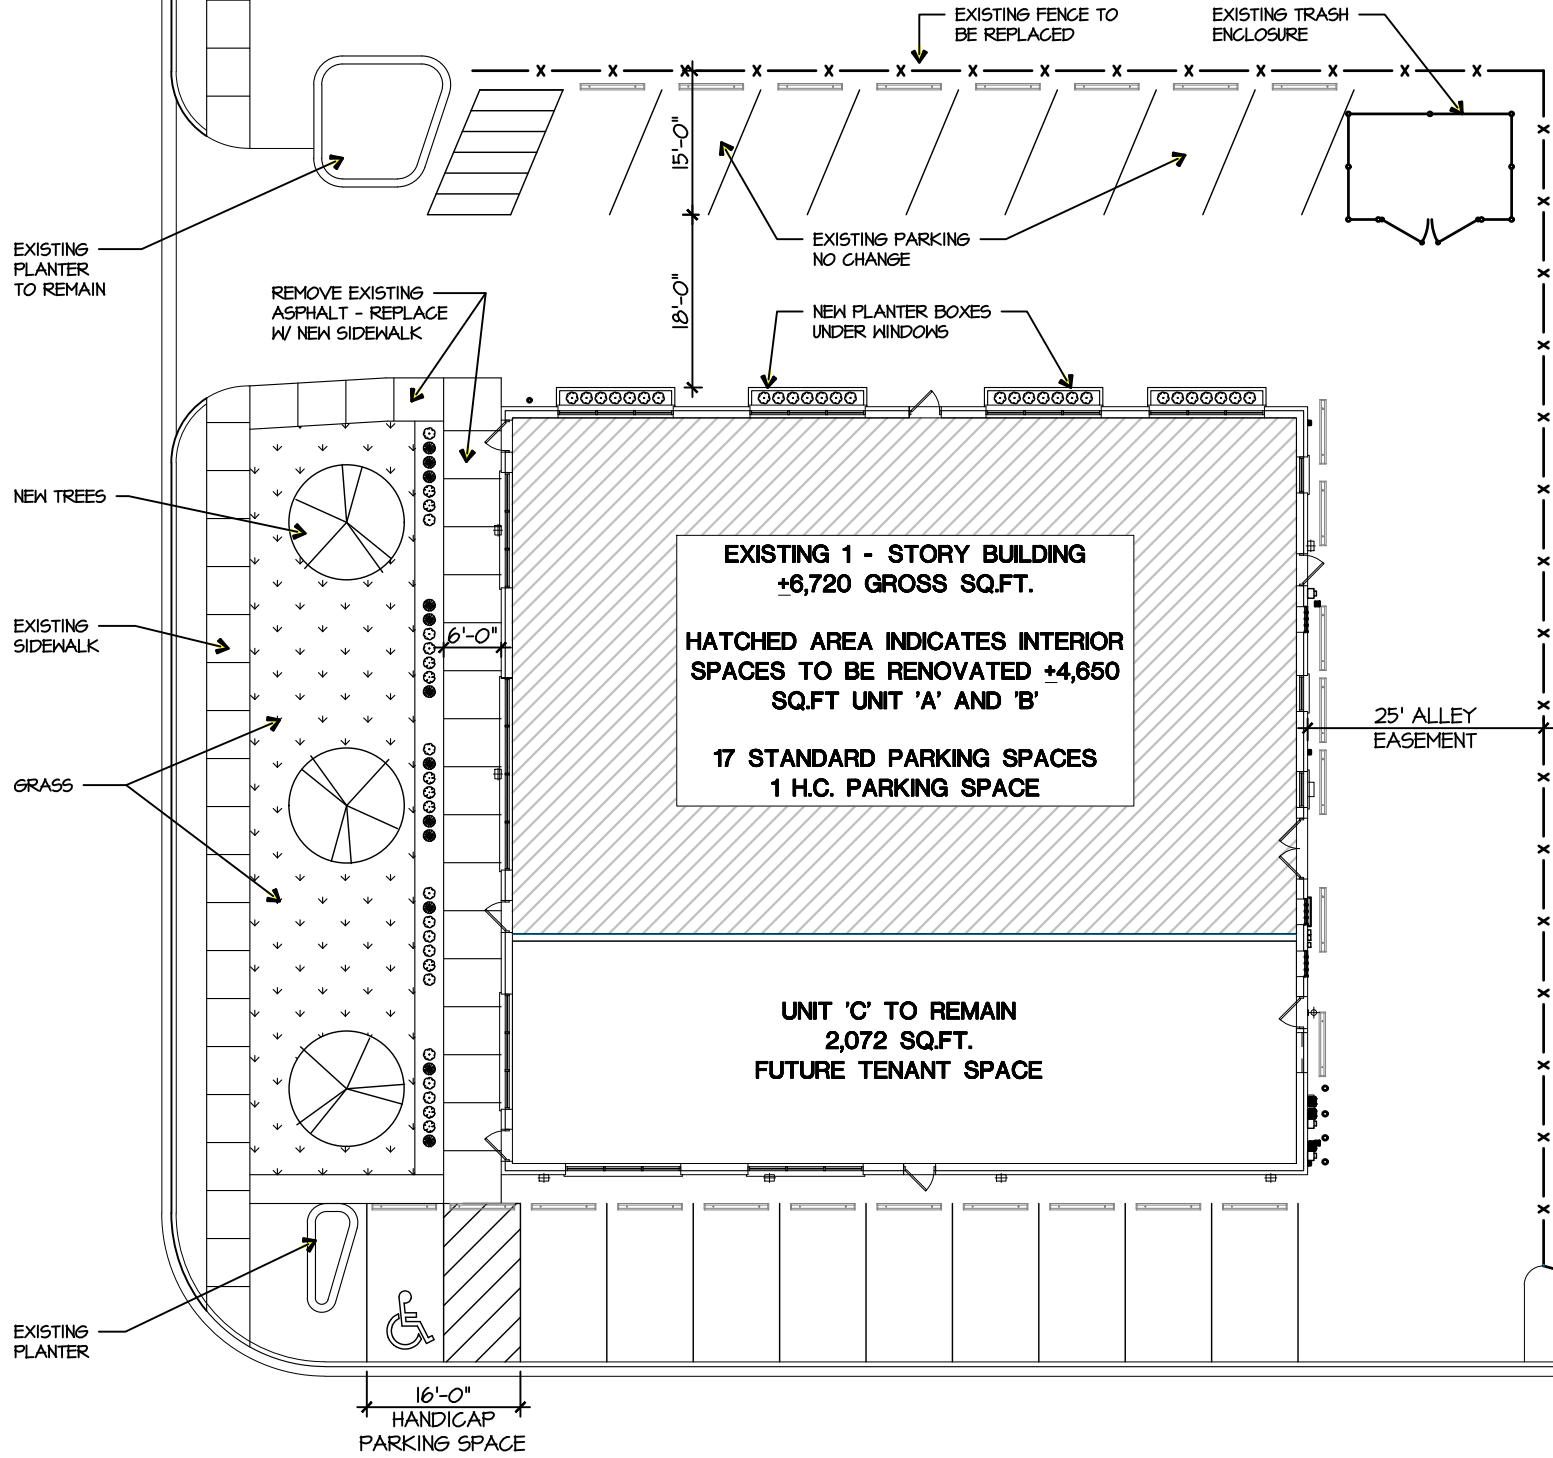 EXISTING FENCE TO
BE REPLACED
EXISTING TRASH
ENCLOSURE
15'-0"
EXISTING
PLANTER
TO REMAIN
EXISTING PARKING
NO CHANGE
REMOVE EXISTING
ASPHALT - REPLACE
W/ NEW SIDEWALK
18'-0"
NEW PLANTER BOXES
UNDER WINDOWS
NEW TREES
EXISTING 1 - STORY BUILDING
±6,720 GROSS SQ.FT.
HATCHED AREA INDICATES INTERIOR
SPACES TO BE RENOVATED ±4,650
SQ.FT UNIT 'A' AND 'B'
17 STANDARD PARKING SPACES
1 H.C. PARKING SPACE
EXISTING
SIDEWALK
6'-0"
25' ALLEY
EASEMENT
GRASS
UNIT 'C' TO REMAIN
2,072 SQ.FT.
FUTURE TENANT SPACE
EXISTING
PLANTER
16'-0"
HANDICAP
PARKING SPACE